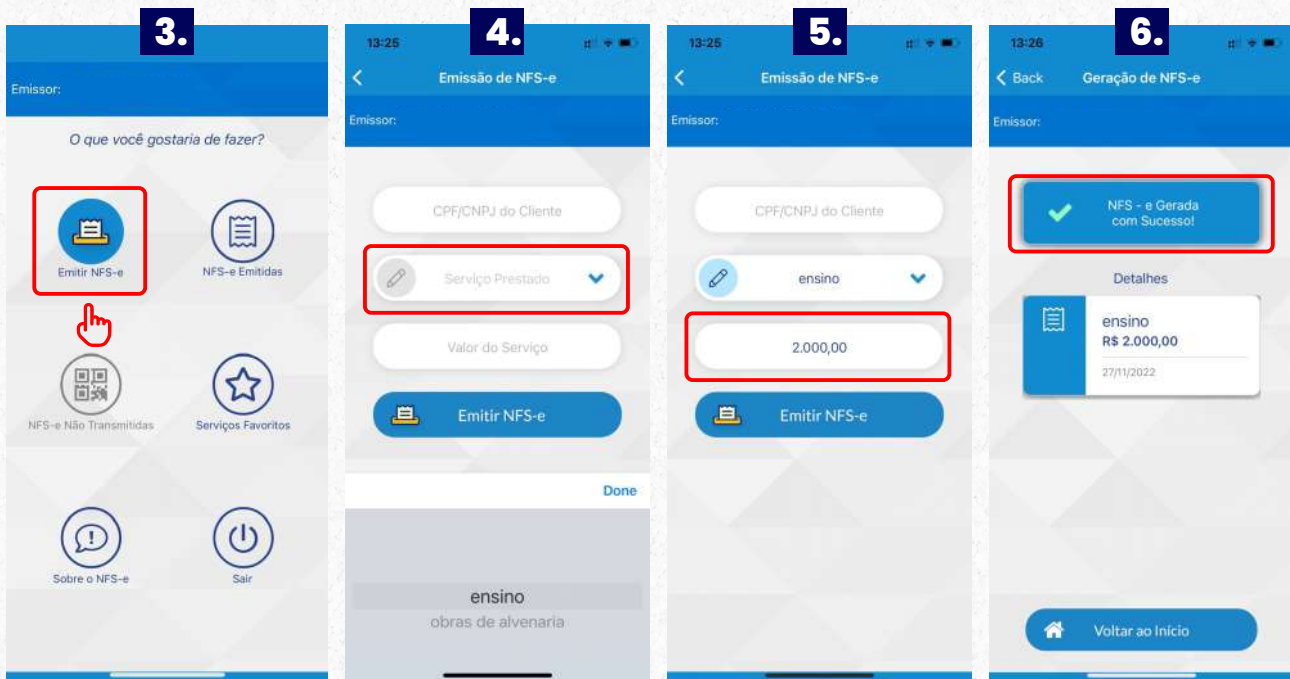 3.
Emissor:
O que você gostaria de fazer?
Emitir NFS-e
NFS-e Emitidas
NFS-e Não Transmitidas
Serviços Favoritos
Sobre o NFS-e
Sair
4.
13:25
Emissão de NFS-e
Emissor:
CPF/CNPJ do Cliente
Serviço Prestado
Valor do Serviço
Emitir NFS-e
Done
ensino
obras de alvenaria
5.
13:25
Emissão de NFS-e
Emissor:
CPF/CNPJ do Cliente
ensino
2.000,00
Emitir NFS-e
6.
13:26
Back
Geração de NFS-e
Emissor:
NFS - e Gerada
com Sucesso!
Detalhes
ensino
R$ 2.000,00
27/11/2022
Voltar ao Início